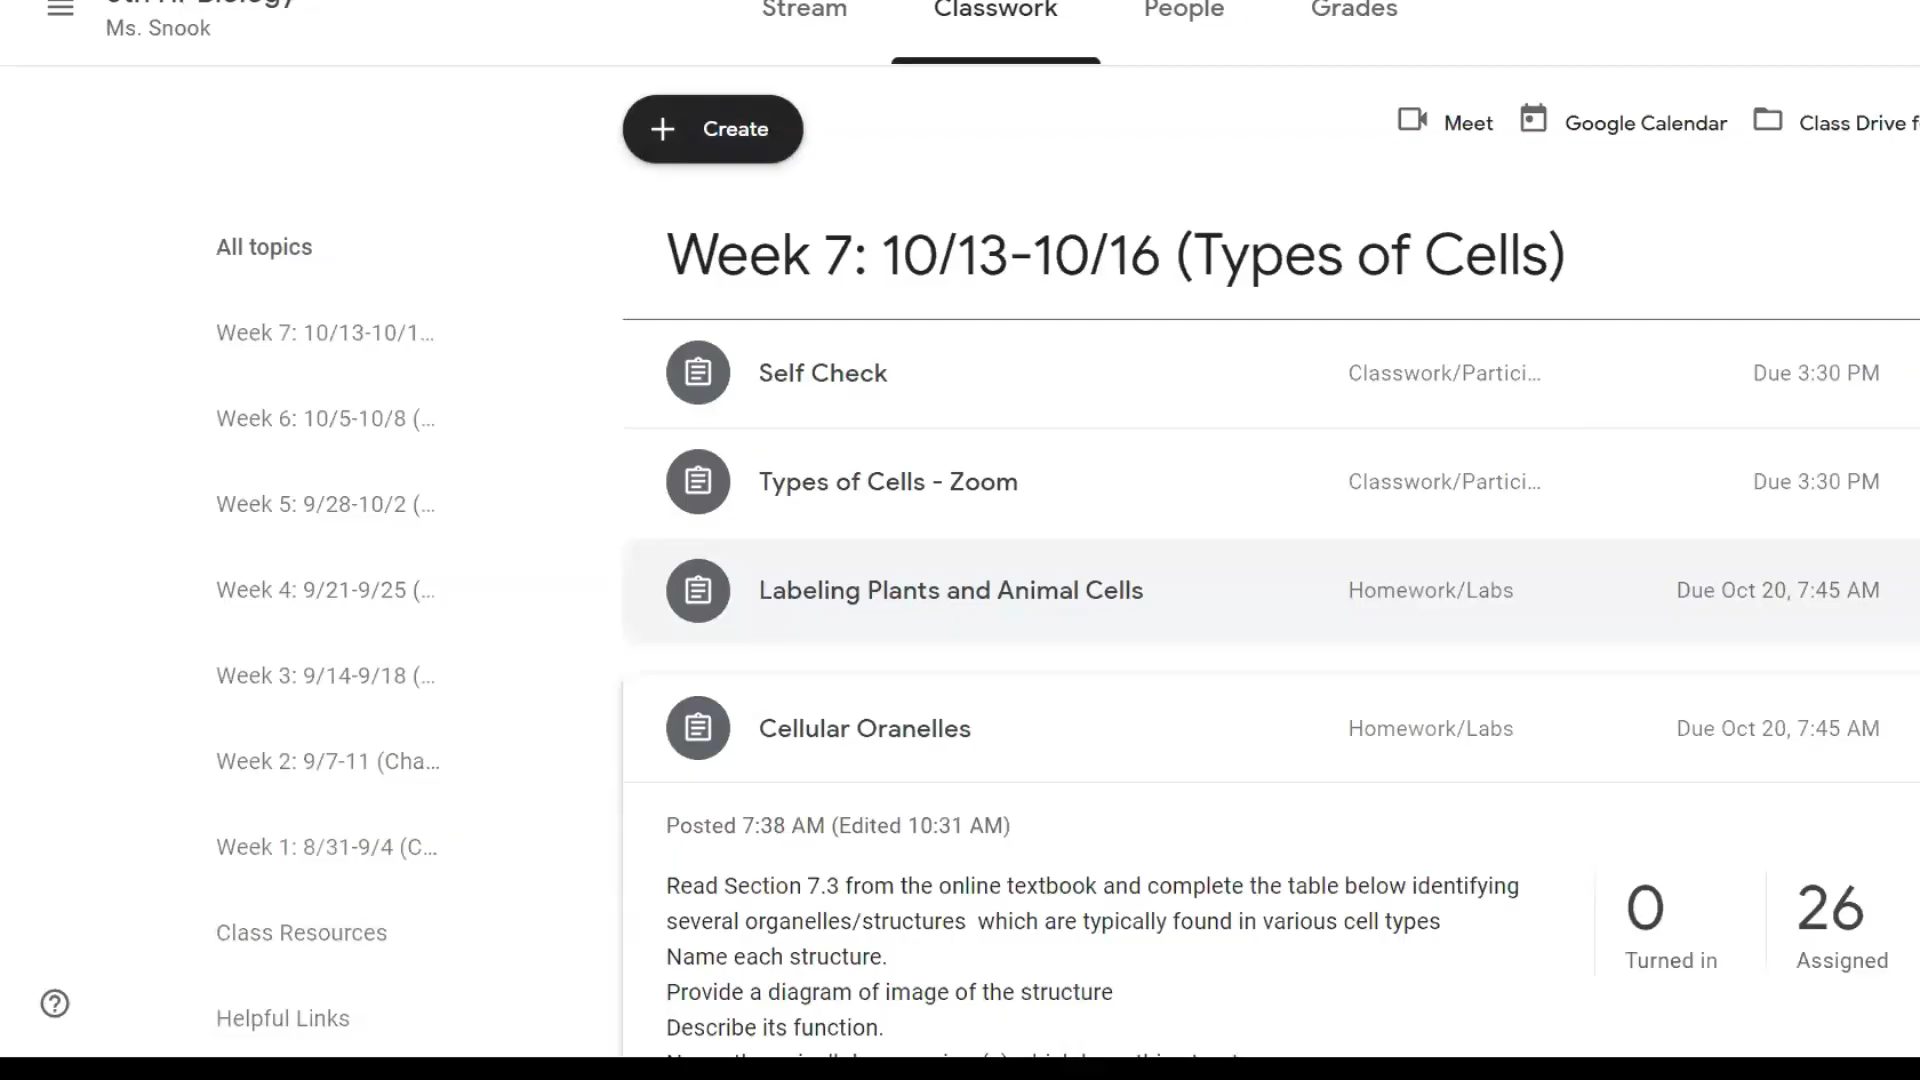 Biology
Ms. Snook
Stream
Classwork
People
Grades
Create
Meet
Google Calendar
Class Drive
All topics
Week 7: 10/13-10/1...
Week 6: 10/5-10/8 (...
Week 5: 9/28-10/2 (...
Week 4: 9/21-9/25 (...
Week 3: 9/14-9/18 (...
Week 2: 9/7-11 (Cha...
Week 1: 8/31-9/4 (C...
Class Resources
Helpful Links
Week 7: 10/13-10/16 (Types of Cells)
Self Check Classwork/Partici... Due 3:30 PM
Types of Cells - Zoom Classwork/Partici... Due 3:30 PM
Labeling Plants and Animal Cells Homework/Labs Due Oct 20, 7:45 AM
Cellular Oranelles Homework/Labs Due Oct 20, 7:45 AM
Posted 7:38 AM (Edited 10:31 AM)
Read Section 7.3 from the online textbook and complete the table below identifying
several organelles/structures which are typically found in various cell types
Name each structure.
Provide a diagram of image of the structure
Describe its function.
0
Turned in
26
Assigned